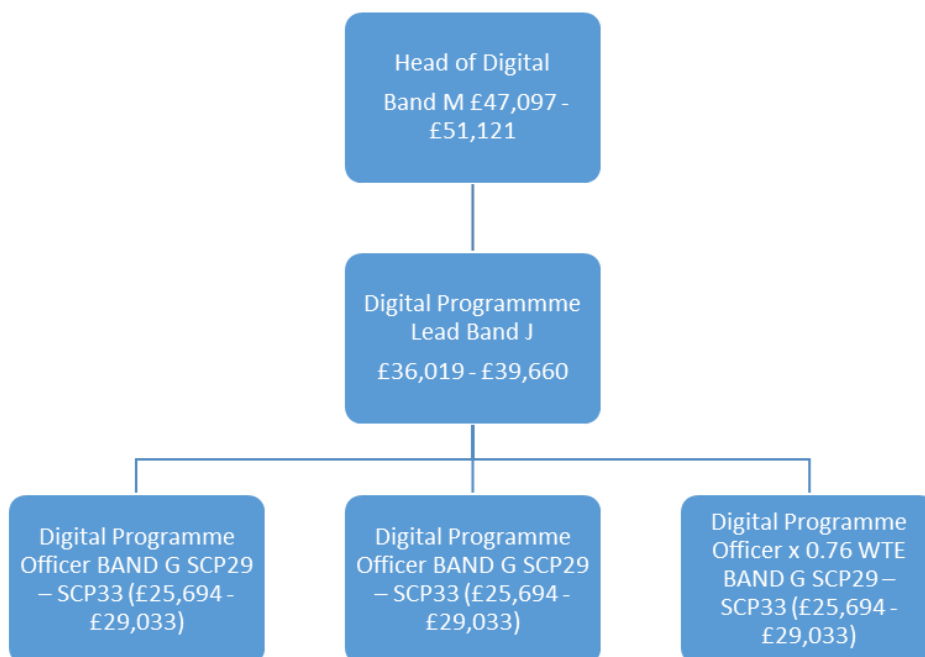 Head of Digital
Band M £47,097 -
£51,121
Digital Programmme
Lead Band J
£36,019 - £39,660
Digital Programme
Officer BAND G SCP29
– SCP33 (£25,694 -
£29,033)
Digital Programme
Officer BAND G SCP29
– SCP33 (£25,694 -
£29,033)
Digital Programme
Officer x 0.76 WTE
BAND G SCP29 –
SCP33 (£25,694 -
£29,033)